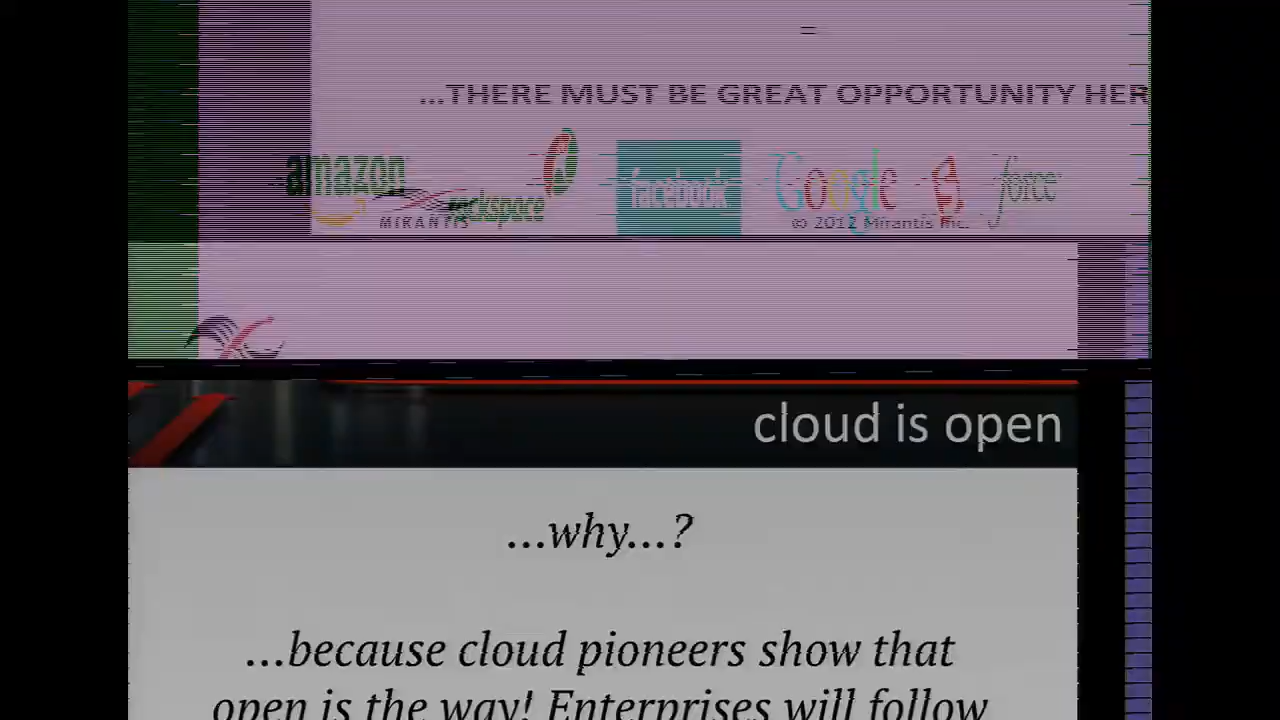 ...THERE MUST BE GREAT OPPORTUNITY HER
amazon
rackspace
facebook
Google
force
MIRANTIS
© 2012 Mirantis Inc.
cloud is open
...why...?
...because cloud pioneers show that
open is the way! Enterprises will follow